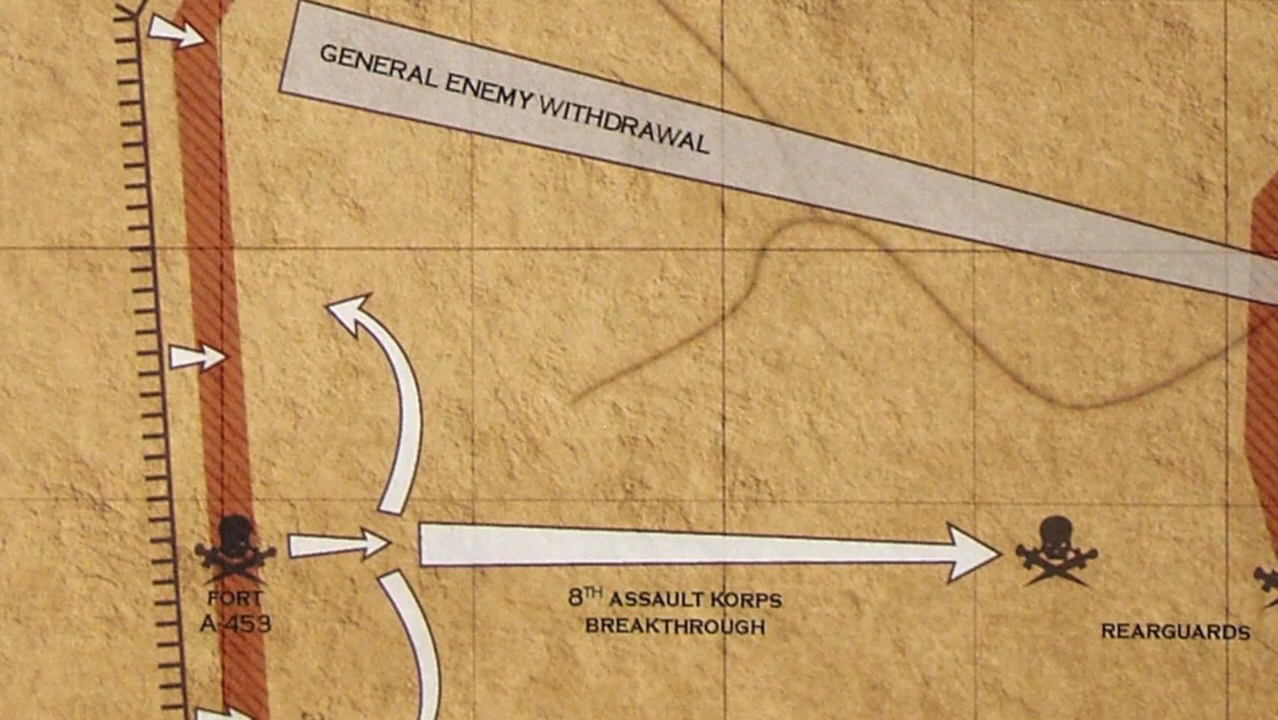 GENERAL ENEMY WITHDRAWAL
FORT
A-453
8TH ASSAULT KORPS
BREAKTHROUGH
REARGUARDS